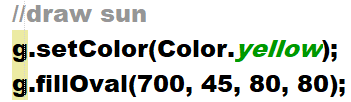 //draw sun
g.setColor(Color.yellow);
g.fillOval(700, 45, 80, 80);